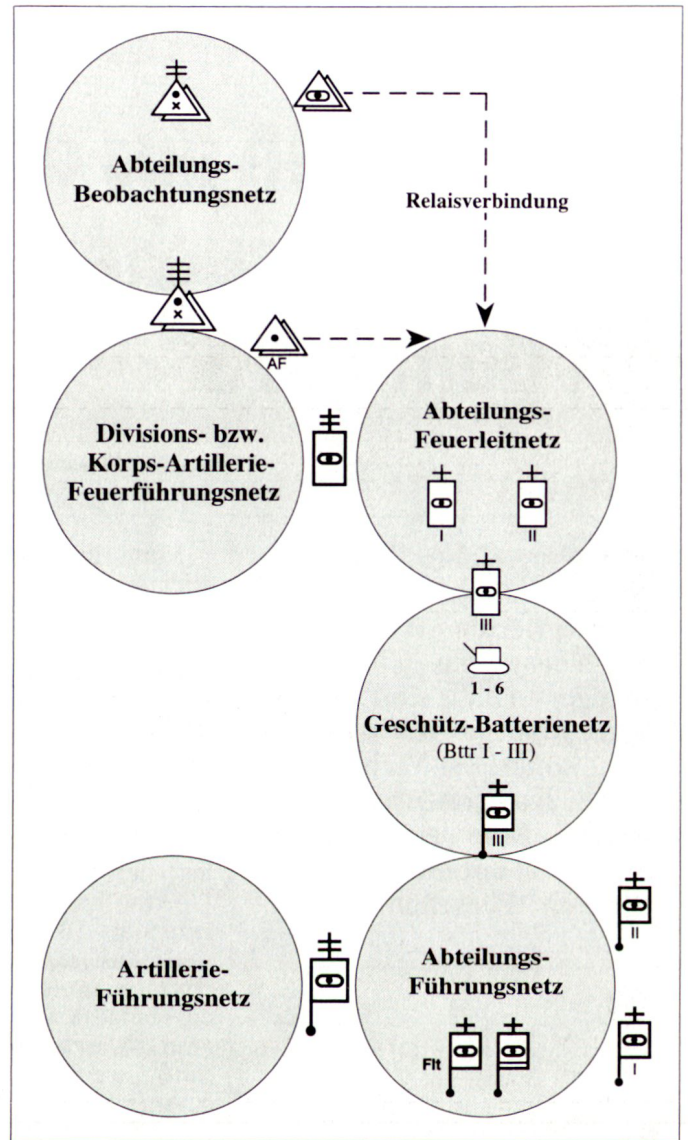 Abteilungs-
Beobachtungsnetz
Relaisverbindung
AF
Divisions- bzw.
Korps-Artillerie-
Feuerführungsnetz
Abteilungs-
Feuerleitnetz
I
II
III
1 - 6
Geschütz-Batterienetz
(Bttr I - III)
III
Artillerie-
Führungsnetz
Abteilungs-
Führungsnetz
II
Flt
I